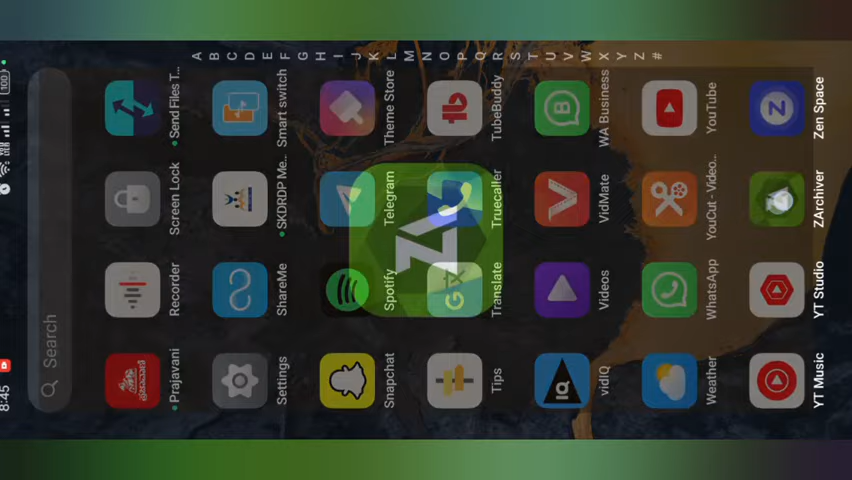 8:45
100
Search
A B C D E F G H I J K L M N O P Q R S T U V W X Y Z #
Prajavani
Recorder
Screen Lock
Send Files T...
Settings
ShareMe
SKDRDP Me...
Smart switch
Snapchat
Spotify
Telegram
Theme Store
Tips
Translate
Truecaller
TubeBuddy
vidIQ
Videos
VidMate
WA Business
Weather
WhatsApp
YouCut - Video...
YouTube
YT Music
YT Studio
ZArchiver
Zen Space
ZA